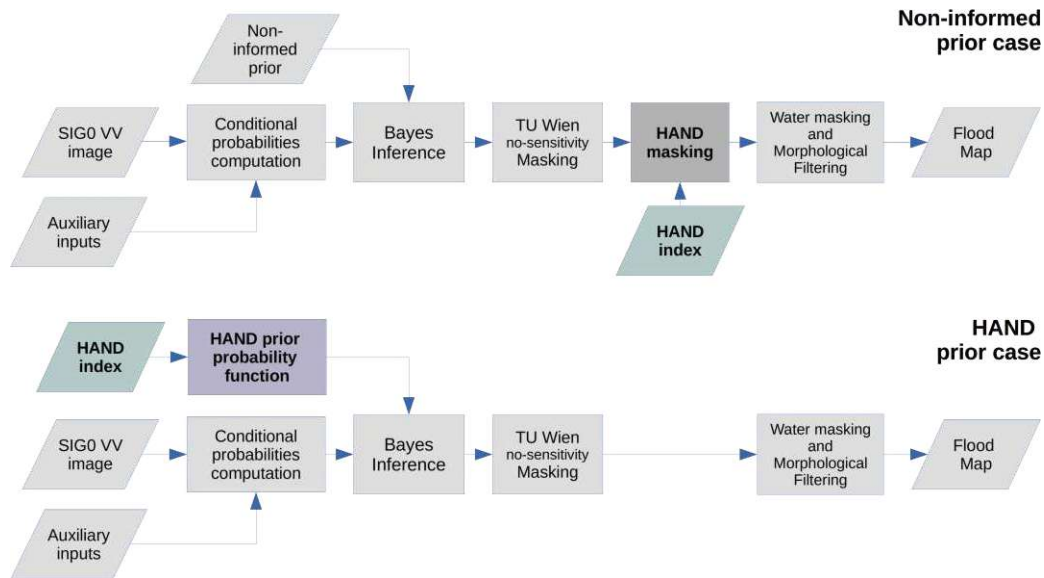 Non-informed
prior case
Non-
informed
prior
SIG0 VV
image
Conditional
probabilities
computation
Bayes
Inference
TU Wien
no-sensitivity
Masking
HAND
masking
Water masking
and
Morphological
Filtering
Flood
Map
Auxiliary
inputs
HAND
index
HAND
prior case
HAND
index
HAND prior
probability
function
SIG0 VV
image
Conditional
probabilities
computation
Bayes
Inference
TU Wien
no-sensitivity
Masking
Water masking
and
Morphological
Filtering
Flood
Map
Auxiliary
inputs